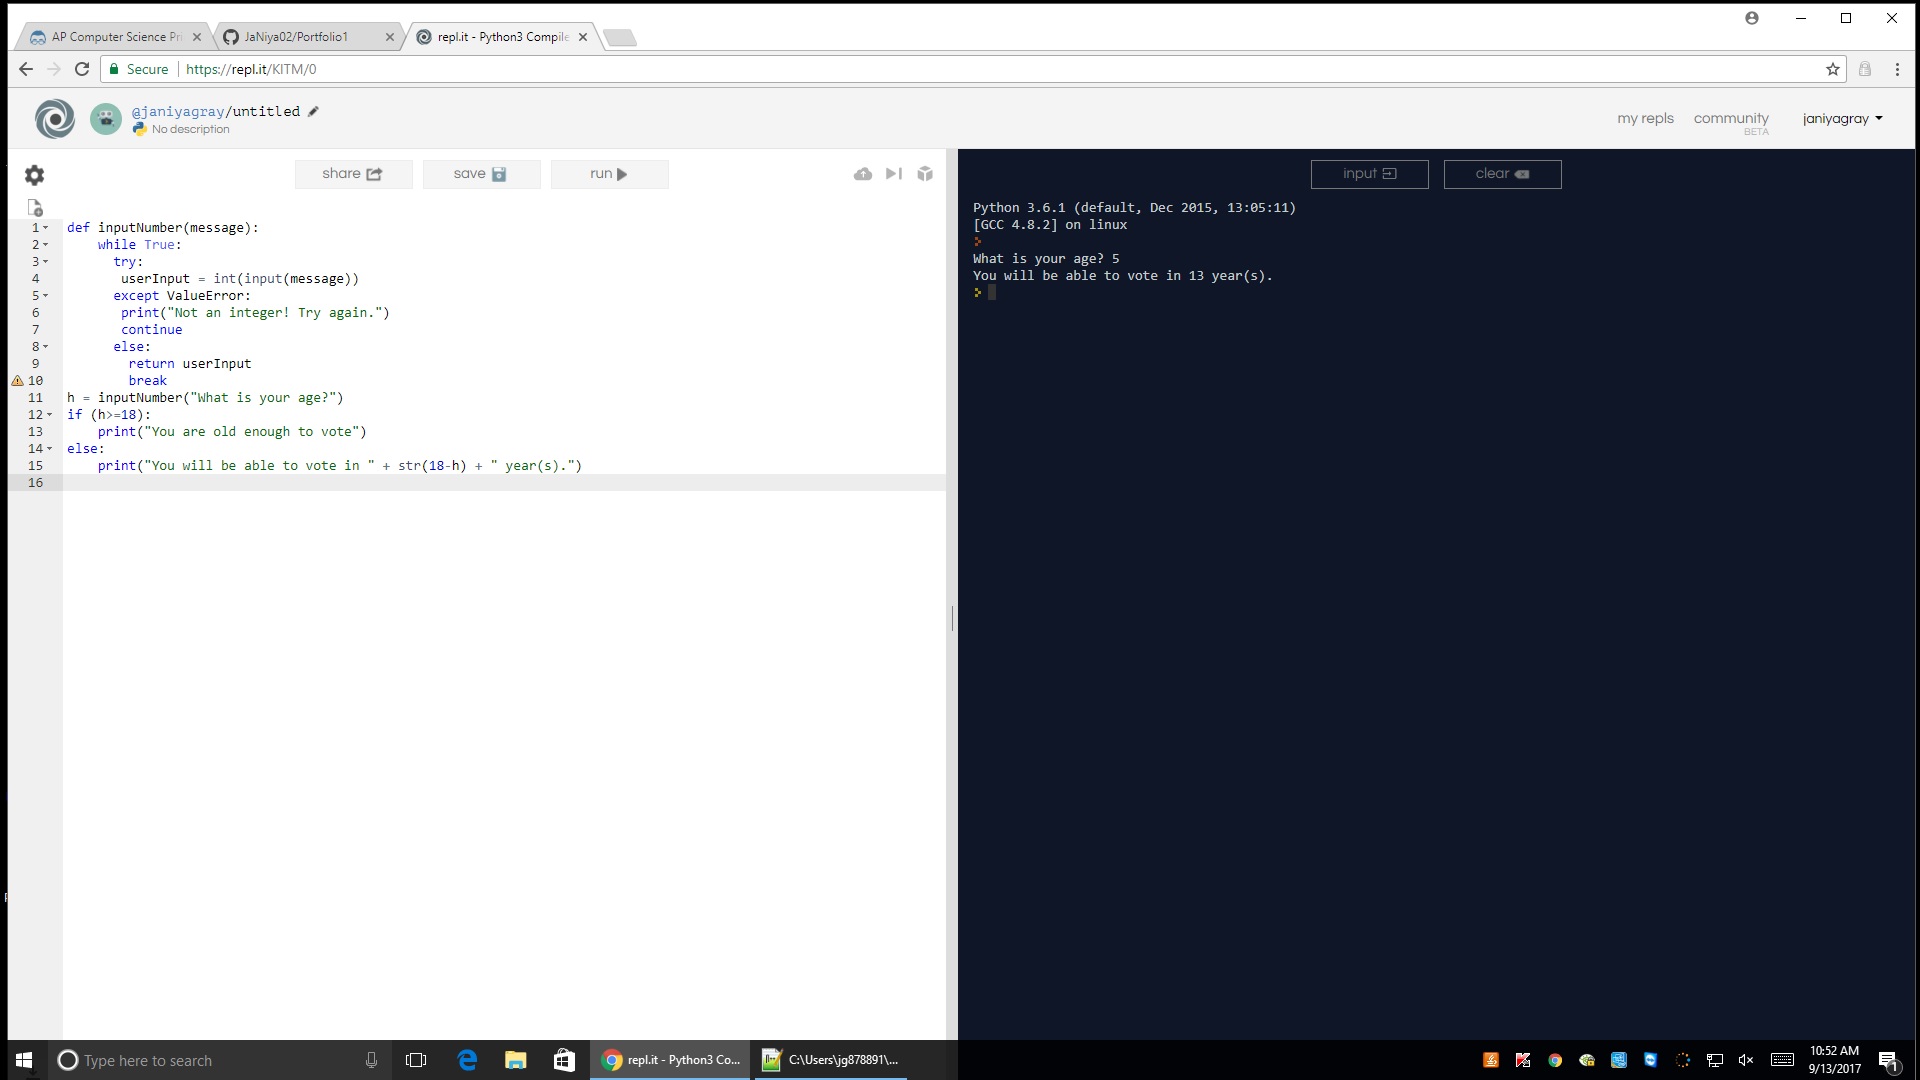 AP Computer Science Pri
JaNiya02/Portfolio1
repl.it - Python3 Compile
Secure
https://repl.it/KITM/0
@janiyagray/untitled
No description
my repls
community
BETA
janiyagray
share
save
run
input
clear
1 def inputNumber(message):
2 while True:
3 try:
4 userInput = int(input(message))
5 except ValueError:
6 print("Not an integer! Try again.")
7 continue
8 else:
9 return userInput
10 break
11 h = inputNumber("What is your age?")
12 if (h>=18):
13 print("You are old enough to vote")
14 else:
15 print("You will be able to vote in " + str(18-h) + " year(s).")
16
Python 3.6.1 (default, Dec 2015, 13:05:11)
[GCC 4.8.2] on linux
What is your age? 5
You will be able to vote in 13 year(s).
Type here to search
repl.it - Python3 Co...
C:\Users\jg878891\...
10:52 AM
9/13/2017
1